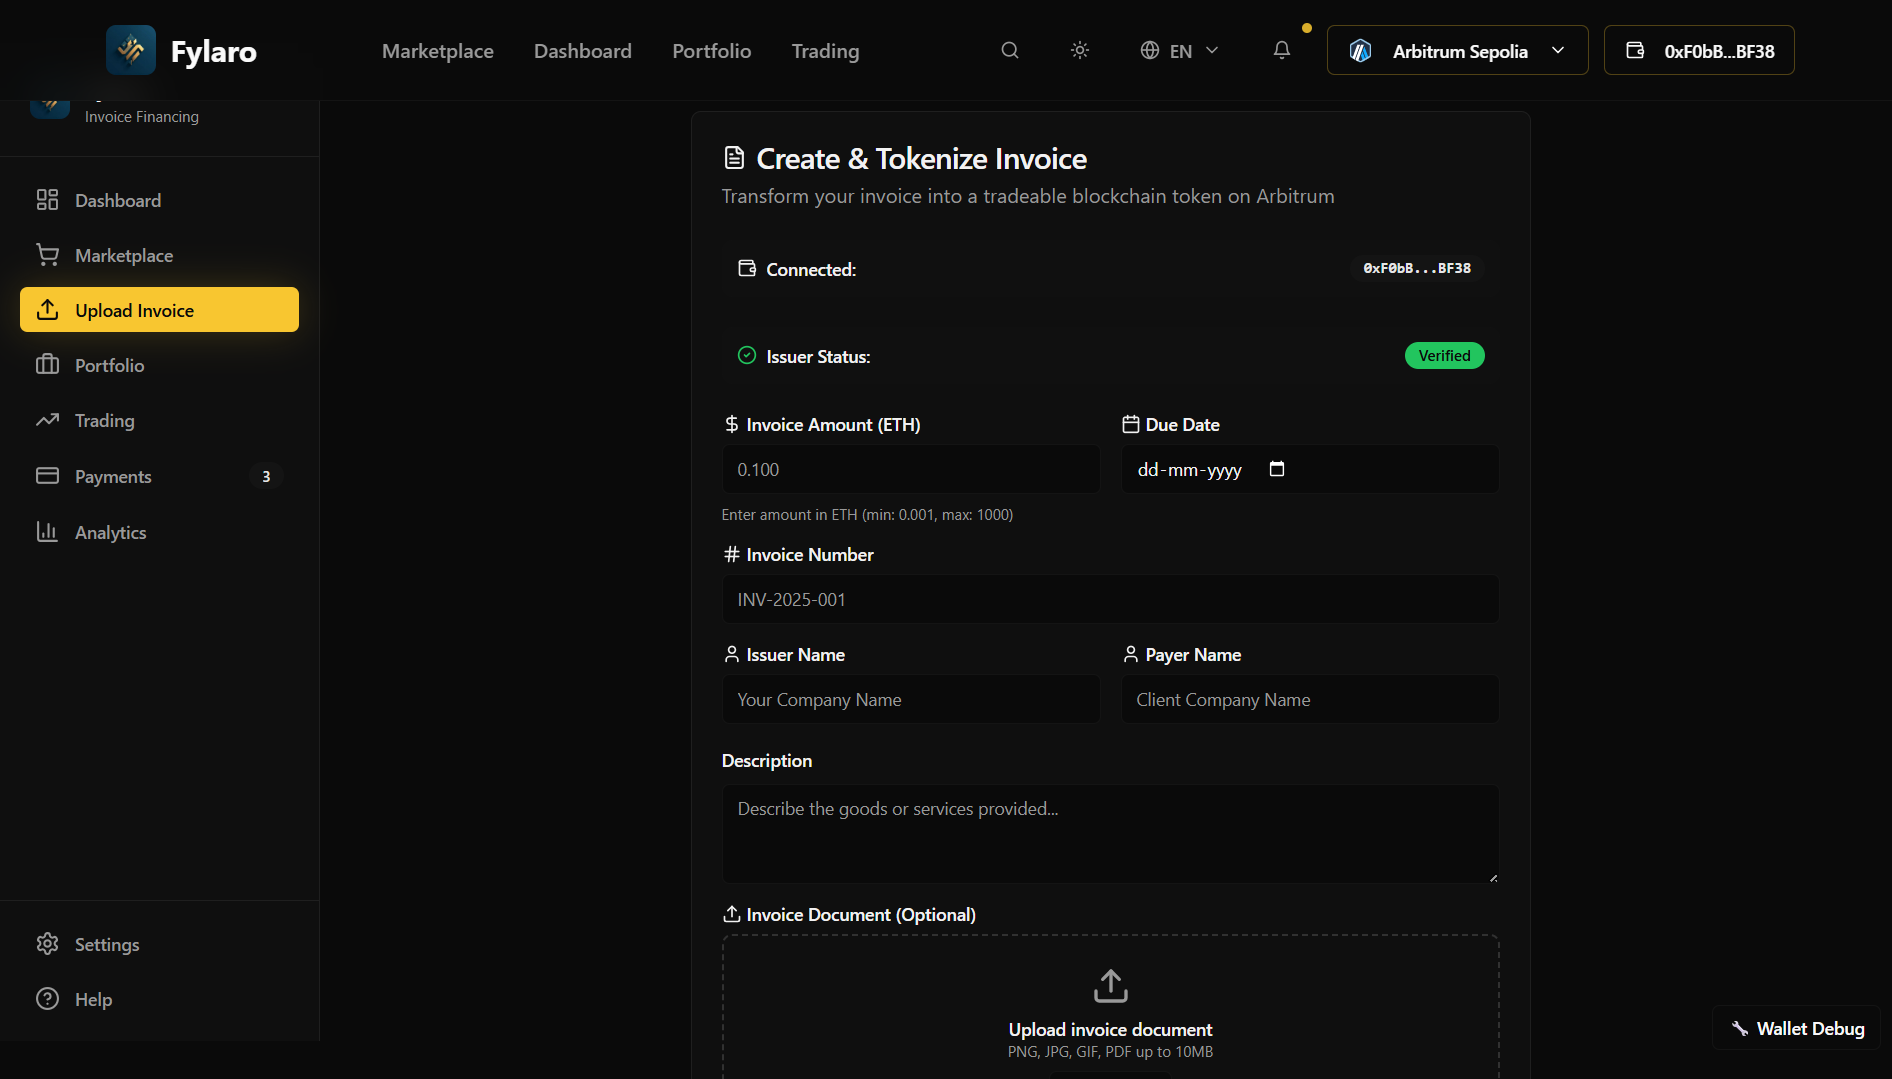 Fylaro
Marketplace
Dashboard
Portfolio
Trading
EN
Arbitrum Sepolia
0xF0bB...BF38
Invoice Financing
Dashboard
Marketplace
Upload Invoice
Portfolio
Trading
Payments
3
Analytics
Settings
Help
Create & Tokenize Invoice
Transform your invoice into a tradeable blockchain token on Arbitrum
Connected:
0xF0bB...BF38
Issuer Status:
Verified
Invoice Amount (ETH)
Due Date
0.100
dd-mm-yyyy
Enter amount in ETH (min: 0.001, max: 1000)
Invoice Number
INV-2025-001
Issuer Name
Payer Name
Your Company Name
Client Company Name
Description
Describe the goods or services provided...
Invoice Document (Optional)
Upload invoice document
PNG, JPG, GIF, PDF up to 10MB
Wallet Debug